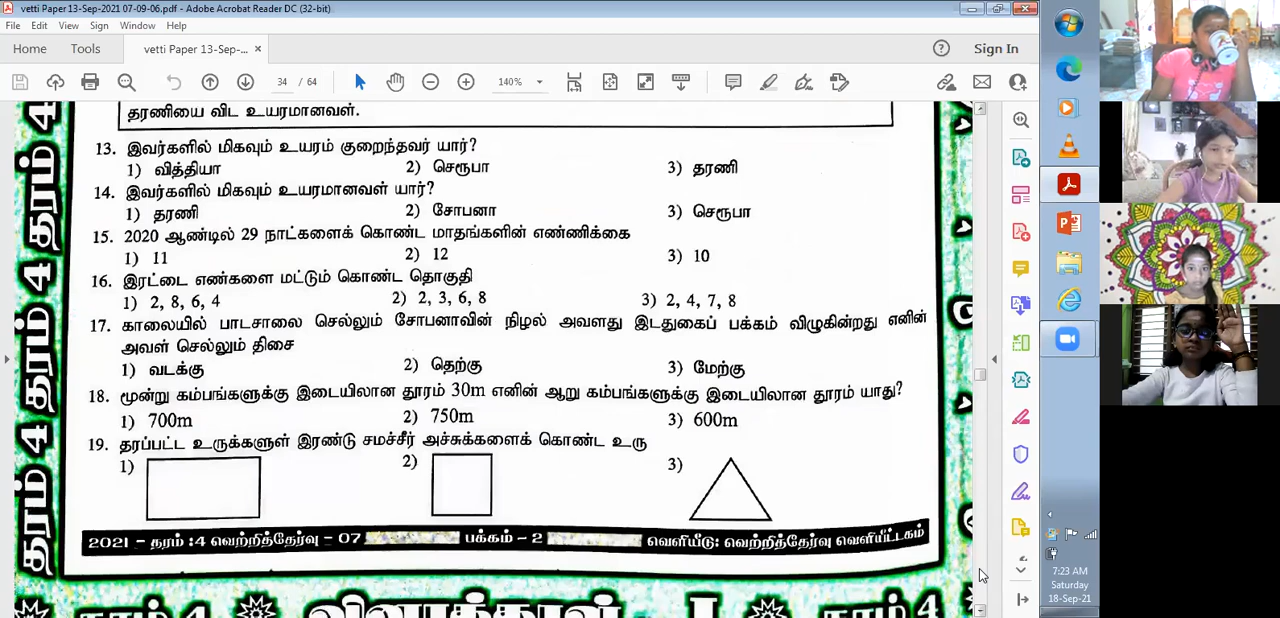 vetti Paper 13-Sep-2021 07-09-06.pdf - Adobe Acrobat Reader DC (32-bit)
File Edit View Sign Window Help
Home Tools vetti Paper 13-Sep-... × Sign In
34 / 64 140%
தரணியை விட உயரமானவள்.
13. இவர்களில் மிகவும் உயரம் குறைந்தவர் யார்?
1) வித்தியா 2) செரூபா 3) தரணி
14. இவர்களில் மிகவும் உயரமானவள் யார்?
1) தரணி 2) சோபனா 3) செரூபா
15. 2020 ஆண்டில் 29 நாட்களைக் கொண்ட மாதங்களின் எண்ணிக்கை
1) 11 2) 12 3) 10
16. இரட்டை எண்களை மட்டும் கொண்ட தொகுதி
1) 2, 8, 6, 4 2) 2, 3, 6, 8 3) 2, 4, 7, 8
17. காலையில் பாடசாலை செல்லும் சோபனாவின் நிழல் அவளது இடதுகைப் பக்கம் விழுகின்றது எனின்
அவள் செல்லும் திசை
1) வடக்கு 2) தெற்கு 3) மேற்கு
18. மூன்று கம்பங்களுக்கு இடையிலான தூரம் 30m எனின் ஆறு கம்பங்களுக்கு இடையிலான தூரம் யாது?
1) 700m 2) 750m 3) 600m
19. தரப்பட்ட உருக்களுள் இரண்டு சமச்சீர் அச்சுக்களைக் கொண்ட உரு
1) 2) 3)
2021 - தரம் :4 வெற்றித்தேர்வு - 07 பக்கம் - 2 வெளியீடு: வெற்றித்தேர்வு வெளியீட்டகம்
தரம் 4 தரம் 4 தரம் 4
7:23 AM
Saturday
18-Sep-21